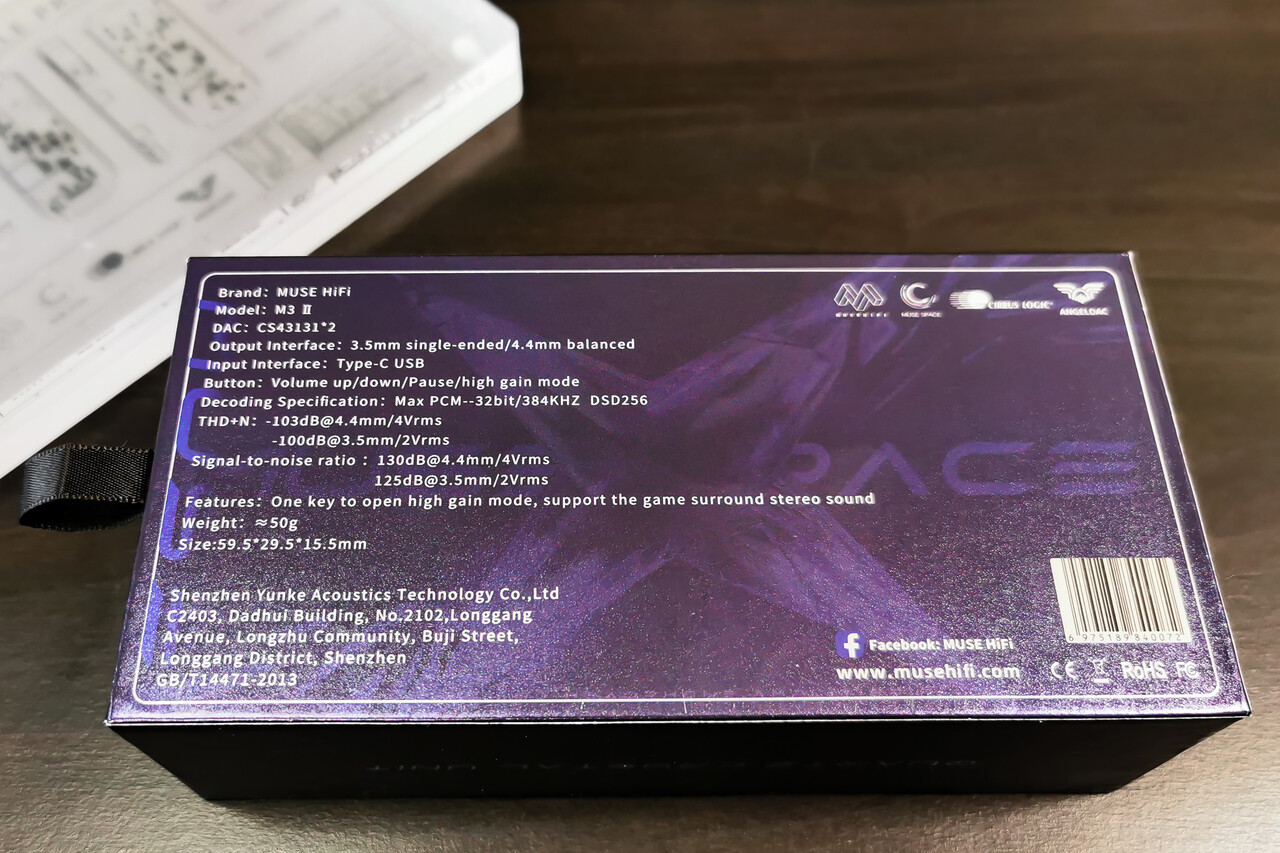 Brand: MUSE HiFi
Model: M3 Ⅱ
DAC: CS43131*2
Output Interface: 3.5mm single-ended/4.4mm balanced
Input Interface: Type-C USB
Button: Volume up/down/Pause/high gain mode
Decoding Specification: Max PCM--32bit/384KHZ DSD256
THD+N: -103dB@4.4mm/4Vrms
-100dB@3.5mm/2Vrms
Signal-to-noise ratio : 130dB@4.4mm/4Vrms
125dB@3.5mm/2Vrms
Features: One key to open high gain mode, support the game surround stereo sound
Weight: ≈50g
Size:59.5*29.5*15.5mm
Shenzhen Yunke Acoustics Technology Co.,Ltd
C2403, Dadhui Building, No.2102,Longgang
Avenue, Longzhu Community, Buji Street,
Longgang District, Shenzhen
GB/T14471-2013
MUSE SPACE
CIRRUS LOGIC
ANGELDAC
PACE
6 975189 840072
Facebook: MUSE HiFi
www.musehifi.com
CE RoHS FC